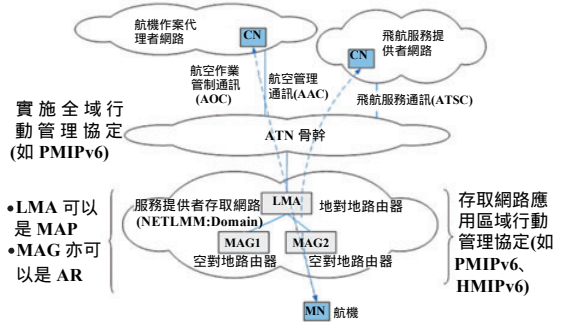 航機作案代
理者網路
CN
飛航服務提
供者網路
CN
航空作業
管制通訊
(AOC)
航空管理
通訊(AAC)
飛航服務通訊(ATSC)
實施全域行
動管理協定
(如 PMIPv6)
ATN 骨幹
•LMA 可以
是 MAP
•MAG 亦可
以是 AR
服務提供者存取網路
(NETLMM:Domain)
LMA
地對地路由器
MAG1
空對地路由器
MAG2
空對地路由器
存取網路應
用區域行動
管理協定(如
PMIPv6、
HMIPv6)
MN 航機